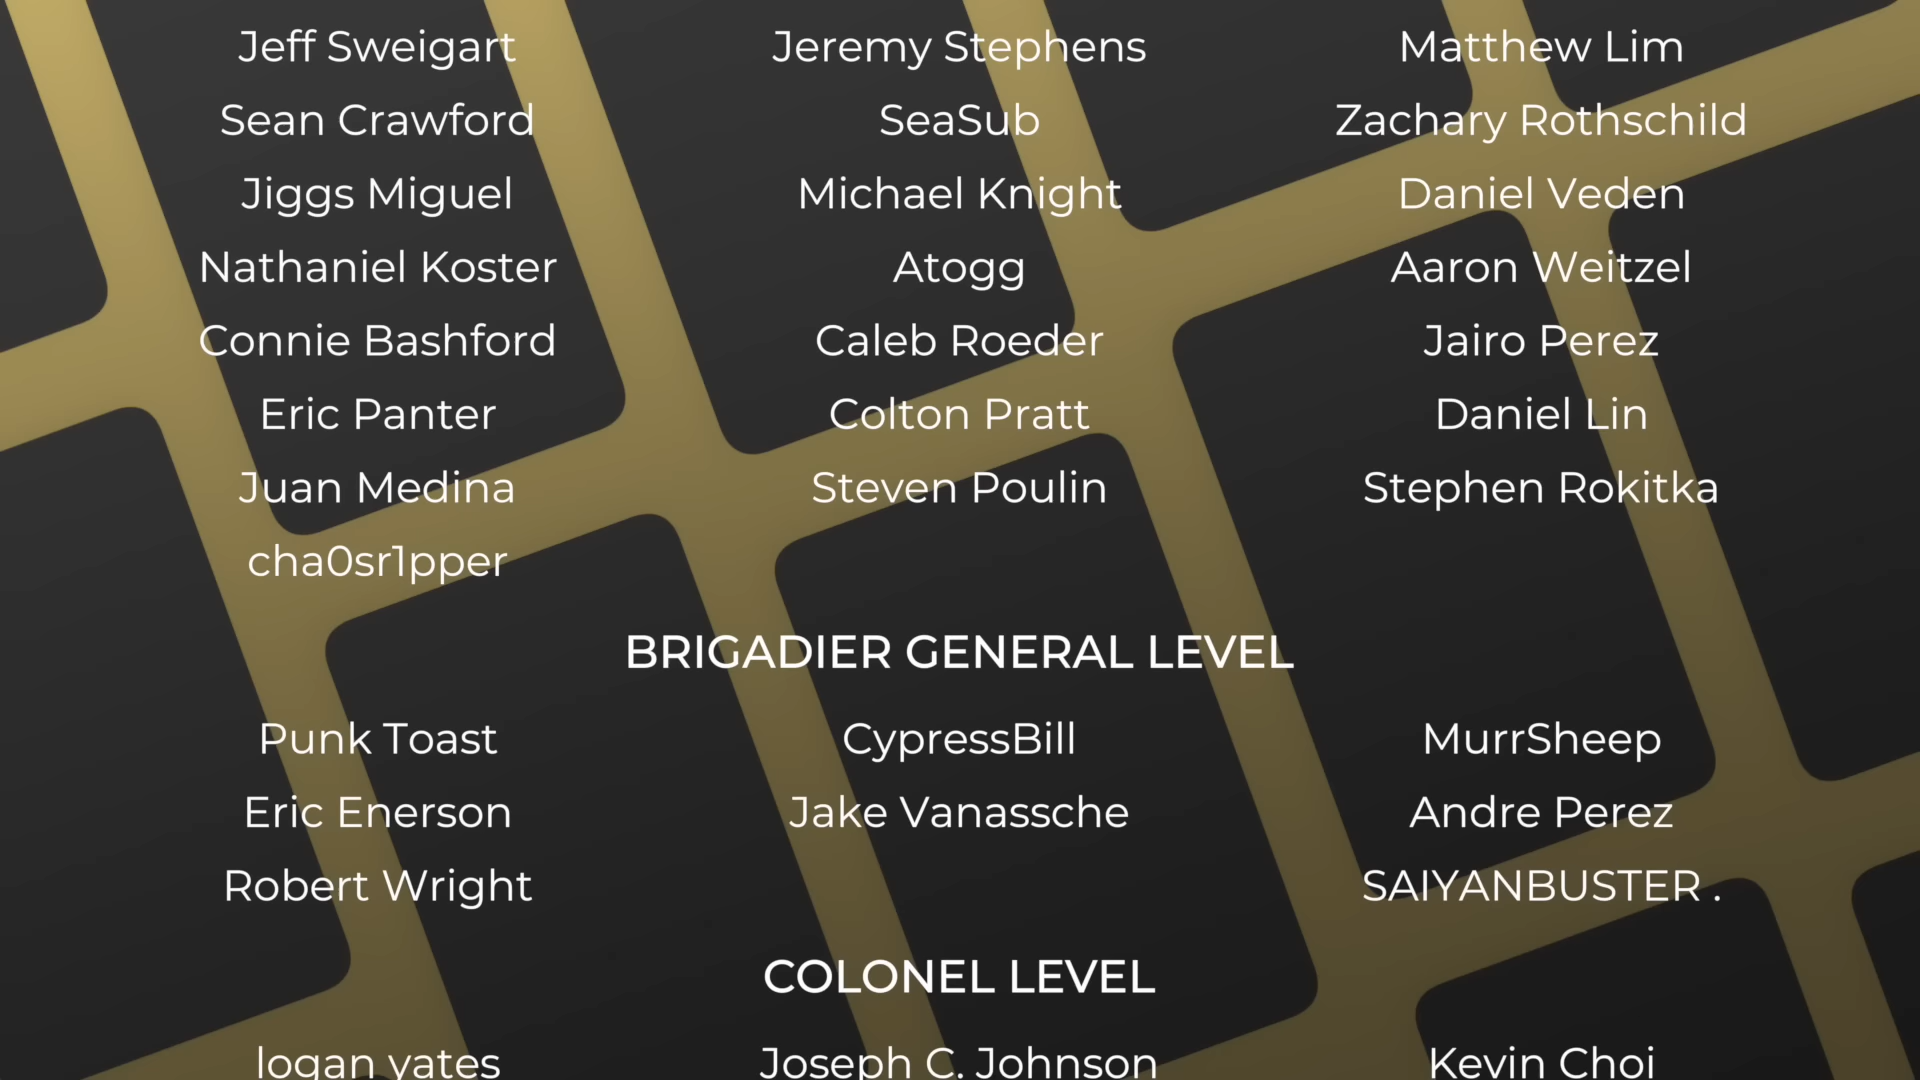 Jeff Sweigart Jeremy Stephens Matthew Lim
Sean Crawford SeaSub Zachary Rothschild
Jiggs Miguel Michael Knight Daniel Veden
Nathaniel Koster Atogg Aaron Weitzel
Connie Bashford Caleb Roeder Jairo Perez
Eric Panter Colton Pratt Daniel Lin
Juan Medina Steven Poulin Stephen Rokitka
cha0sr1pper
BRIGADIER GENERAL LEVEL
Punk Toast CypressBill MurrSheep
Eric Enerson Jake Vanassche Andre Perez
Robert Wright SAIYANBUSTER .
COLONEL LEVEL
logan yates Joseph C. Johnson Kevin Choi